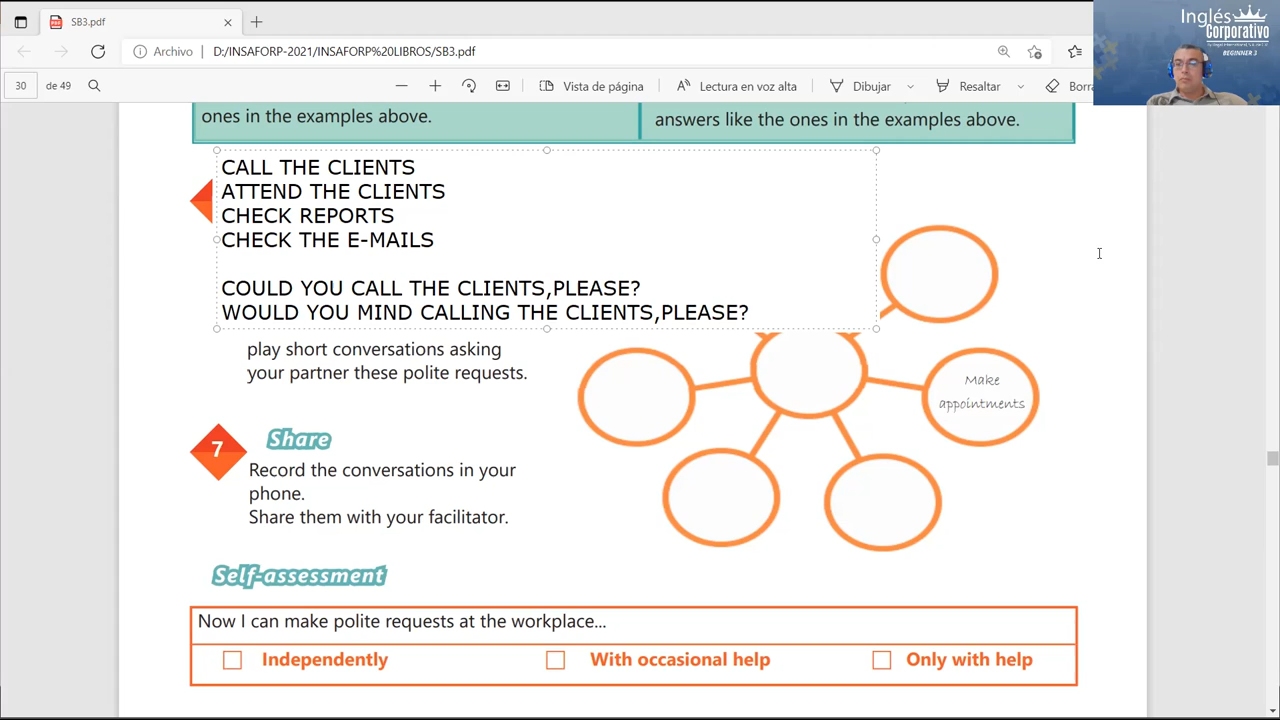 SB3.pdf
Archivo
D:/INSAFORP-2021/INSAFORP%20LIBROS/SB3.pdf
30
de 49
Vista de página
Lectura en voz alta
Dibujar
Resaltar
Borra
Inglés
Corporativo
BEGINNER 3
ones in the examples above.
answers like the ones in the examples above.
CALL THE CLIENTS
ATTEND THE CLIENTS
CHECK REPORTS
CHECK THE E-MAILS
COULD YOU CALL THE CLIENTS,PLEASE?
WOULD YOU MIND CALLING THE CLIENTS,PLEASE?
play short conversations asking
your partner these polite requests.
Make
appointments
7
Share
Record the conversations in your
phone.
Share them with your facilitator.
Self-assessment
Now I can make polite requests at the workplace...
Independently
With occasional help
Only with help